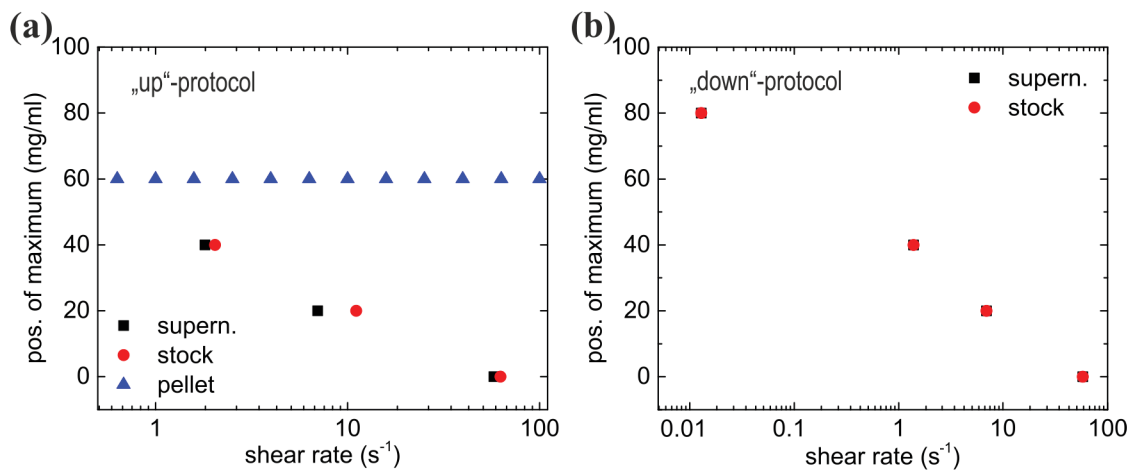 (a)
„up“-protocol
pos. of maximum (mg/ml)
100
80
60
40
20
0
supern.
stock
pellet
1
10
100
shear rate (s⁻¹)
(b)
„down“-protocol
supern.
stock
pos. of maximum (mg/ml)
100
80
60
40
20
0
0.01
0.1
1
10
100
shear rate (s⁻¹)